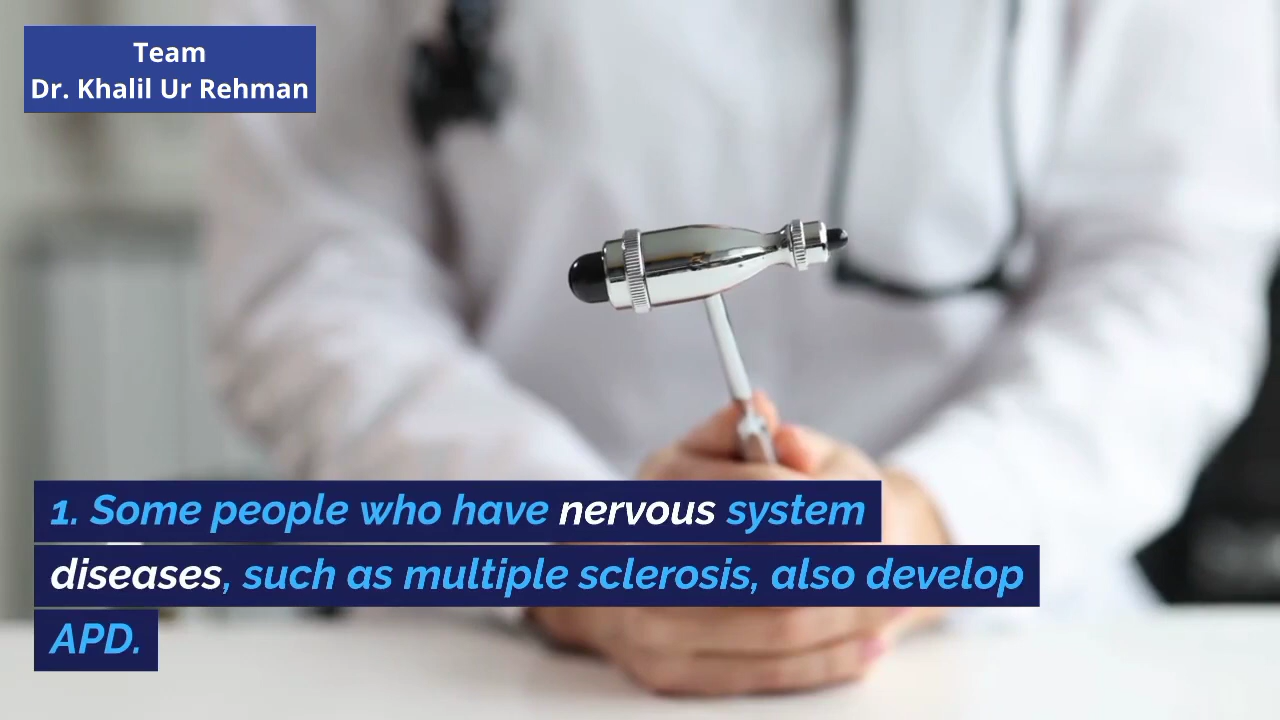 Team
Dr. Khalil Ur Rehman
1. Some people who have nervous system
diseases, such as multiple sclerosis, also develop
APD.